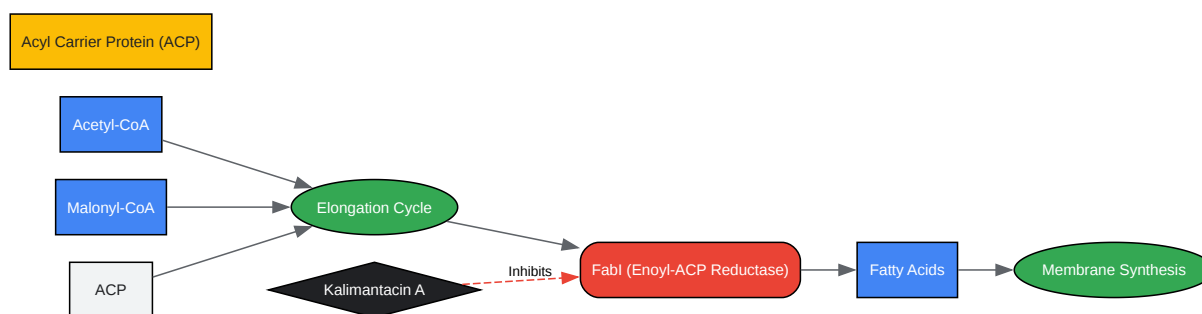 Acyl Carrier Protein (ACP)
Acetyl-CoA
Malonyl-CoA
Elongation Cycle
ACP
Kalimantacin A
Inhibits
FabI (Enoyl-ACP Reductase)
Fatty Acids
Membrane Synthesis